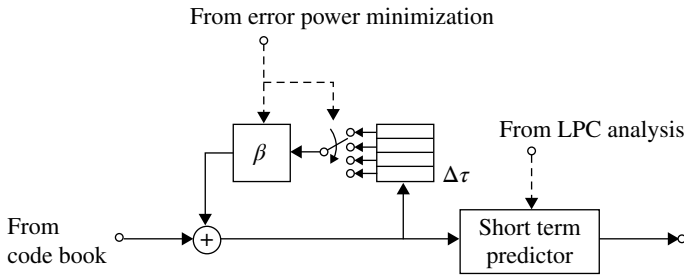 From error power minimization
From LPC analysis
β
Δτ
From
code book
+
Short term
predictor